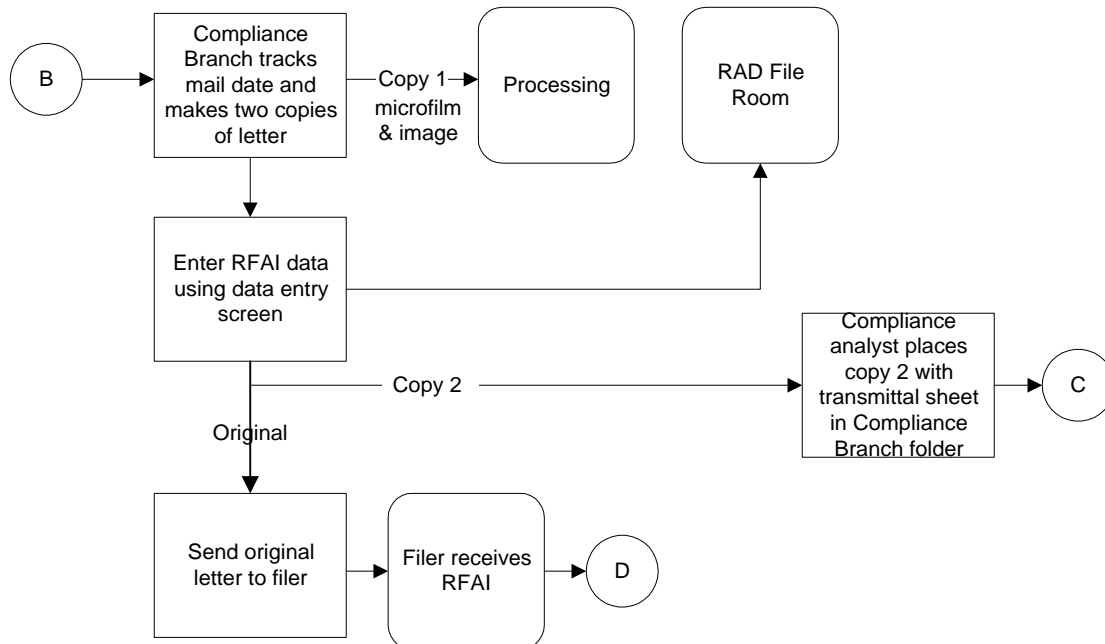 B
Compliance
Branch tracks
mail date and
makes two copies
of letter
Copy 1
microfilm
& image
Processing
RAD File
Room
Enter RFAI data
using data entry
screen
Copy 2
Compliance
analyst places
copy 2 with
transmittal sheet
in Compliance
Branch folder
C
Original
Send original
letter to filer
Filer receives
RFAI
D